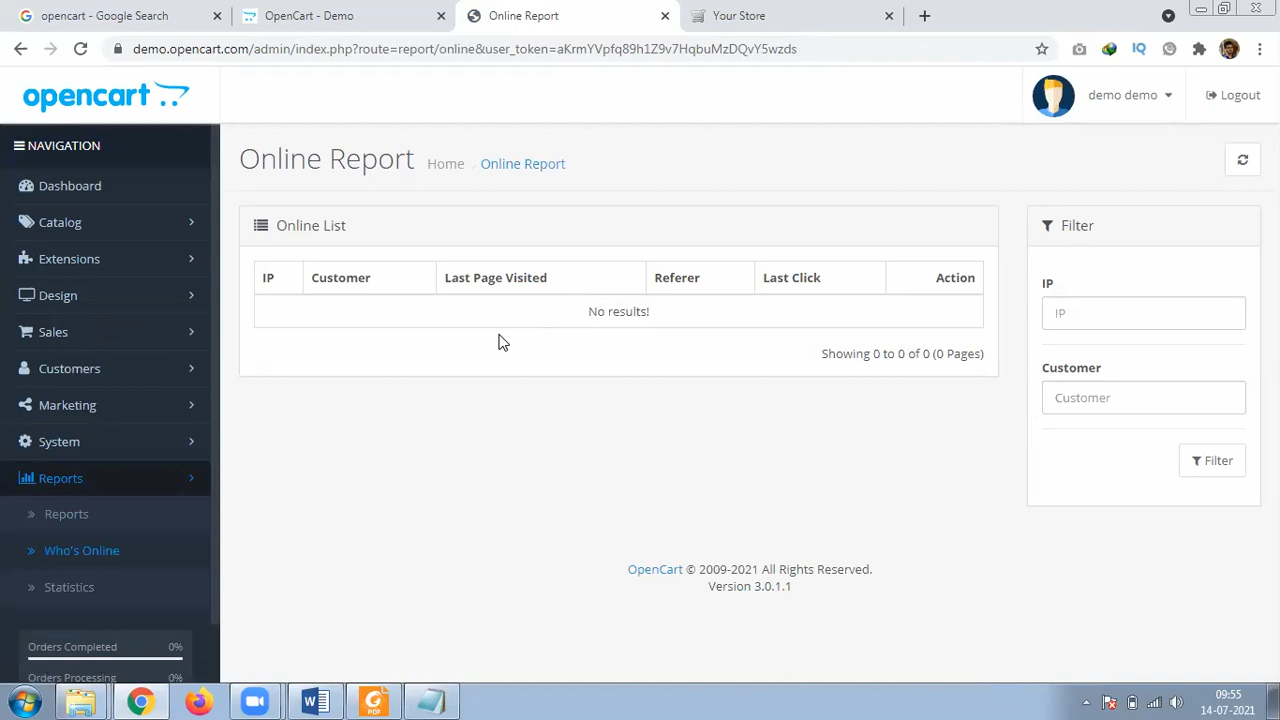 opencart - Google Search
OpenCart - Demo
Online Report
Your Store
demo.opencart.com/admin/index.php?route=report/online&user_token=aKrmYVpfq89h1Z9v7HqbuMzDQvY5wzds
IQ
opencart
demo demo
Logout
NAVIGATION
Dashboard
Catalog
Extensions
Design
Sales
Customers
Marketing
System
Reports
Reports
Who's Online
Statistics
Orders Completed 0%
Orders Processing 0%
Online Report Home Online Report
Online List
IP Customer Last Page Visited Referer Last Click Action
No results!
Showing 0 to 0 of 0 (0 Pages)
Filter
IP
IP
Customer
Customer
Filter
OpenCart © 2009-2021 All Rights Reserved.
Version 3.0.1.1
PDF
09:55
14-07-2021